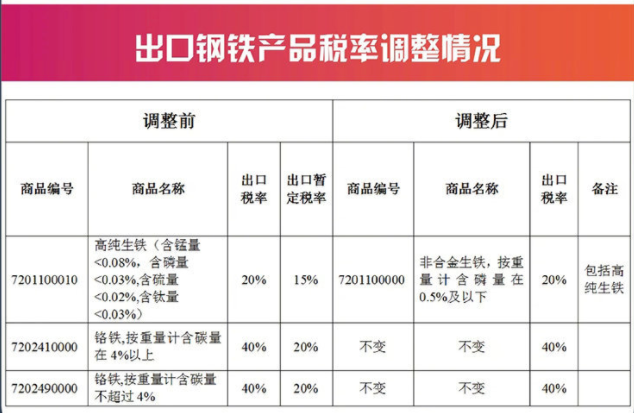 出口钢铁产品税率调整情况
调整前 调整后
商品编号 商品名称 出口税率 出口暂定税率 商品编号 商品名称 出口税率 备注
7201100010 高纯生铁（含锰量<0.08%，含磷量<0.03%,含硫量<0.02%,含钛量<0.03%） 20% 15% 7201100000 非合金生铁，按重量计含磷量在0.5%及以下 20% 包括高纯生铁
7202410000 铬铁,按重量计含碳量在4%以上 40% 20% 不变 不变 40%
7202490000 铬铁,按重量计含碳量不超过4% 40% 20% 不变 不变 40%